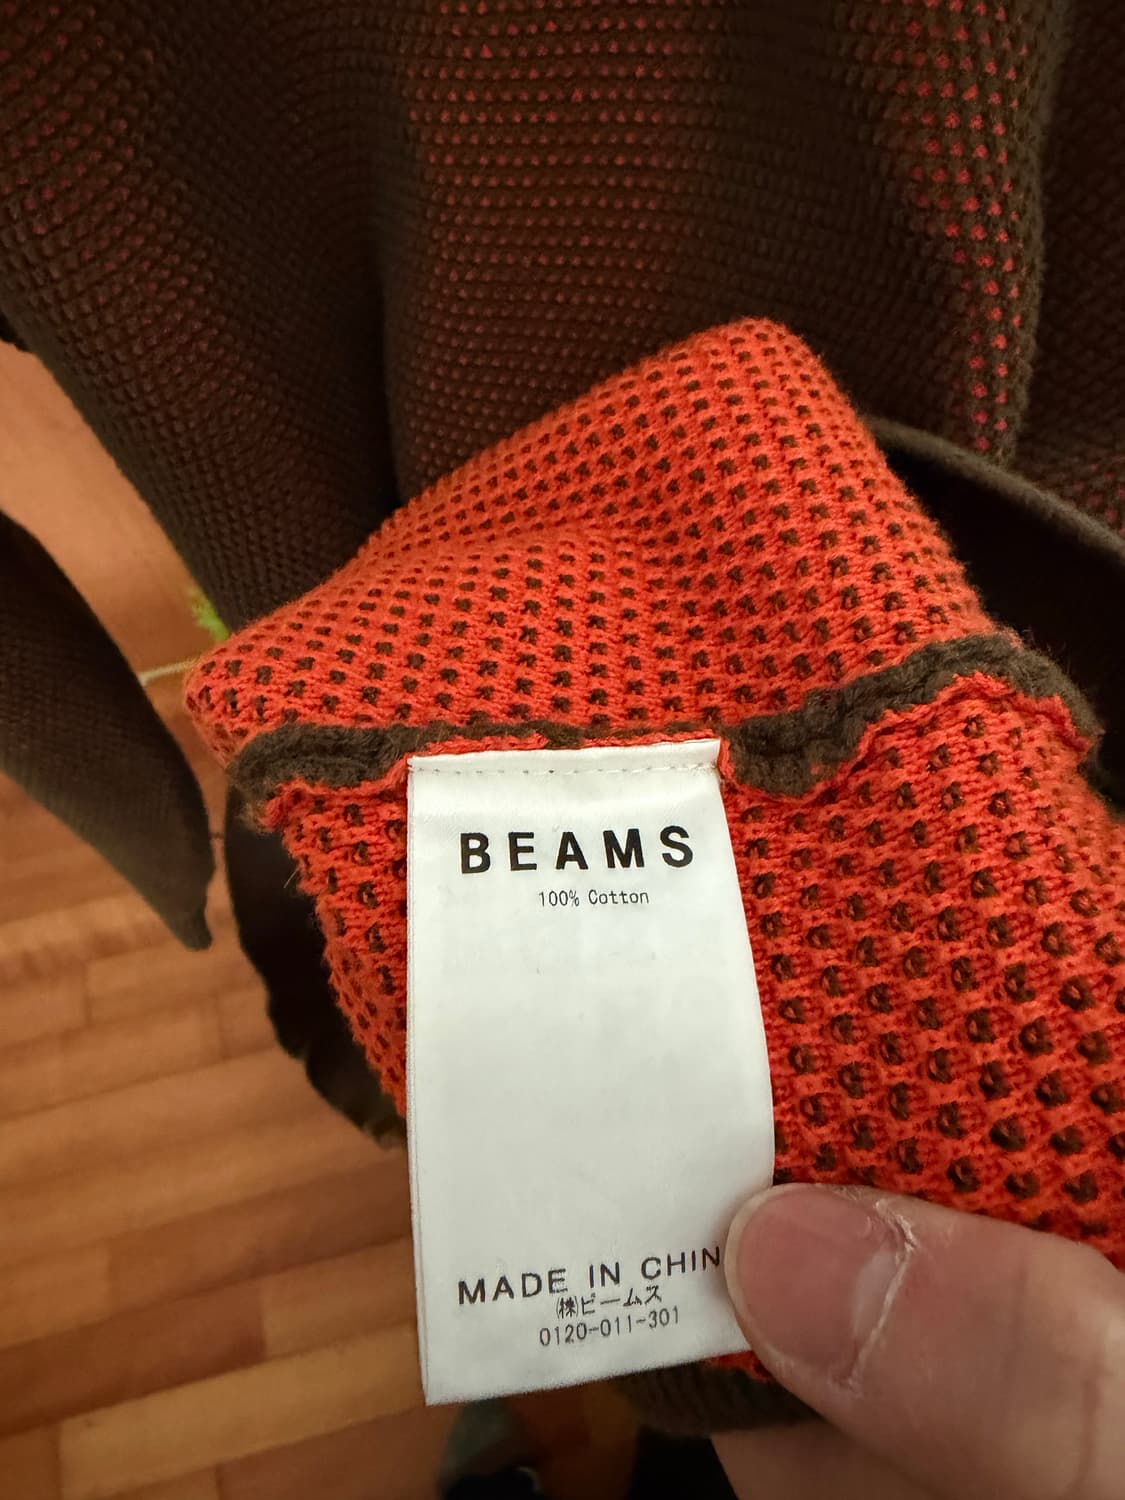 BEAMS
100% Cotton
MADE IN CHIN
㈱ビームス
0120-011-301